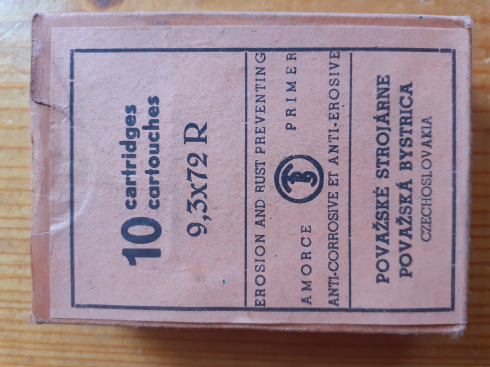 10 cartridges
cartouches
9,3x72 R
EROSION AND RUST PREVENTING
PRIMER
AMORCE
ANTI-CORROSIVE ET ANTI-EROSIVE
POVAŽSKÉ STROJÁRNE
POVAŽSKÁ BYSTRICA
CZECHOSLOVAKIA